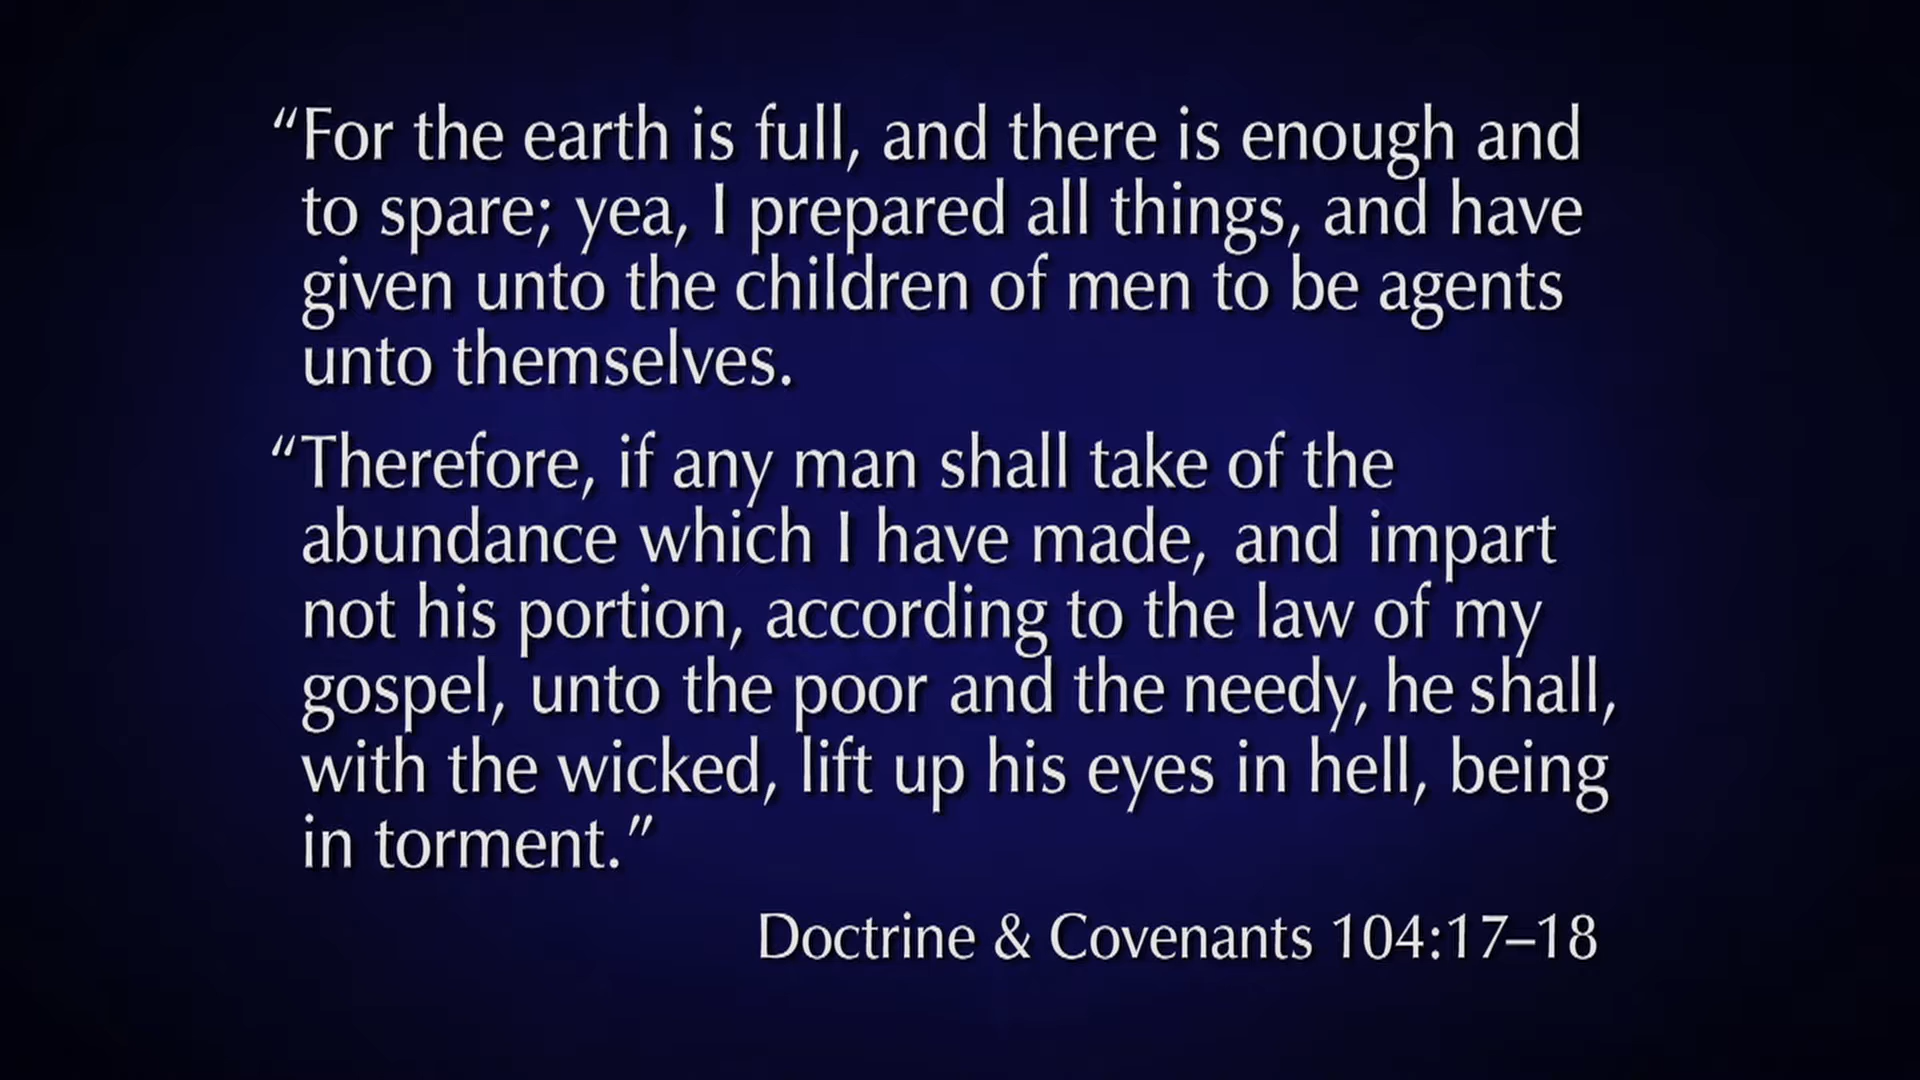 “For the earth is full, and there is enough and
to spare; yea, I prepared all things, and have
given unto the children of men to be agents
unto themselves.
“Therefore, if any man shall take of the
abundance which I have made, and impart
not his portion, according to the law of my
gospel, unto the poor and the needy, he shall,
with the wicked, lift up his eyes in hell, being
in torment.”
Doctrine & Covenants 104:17–18